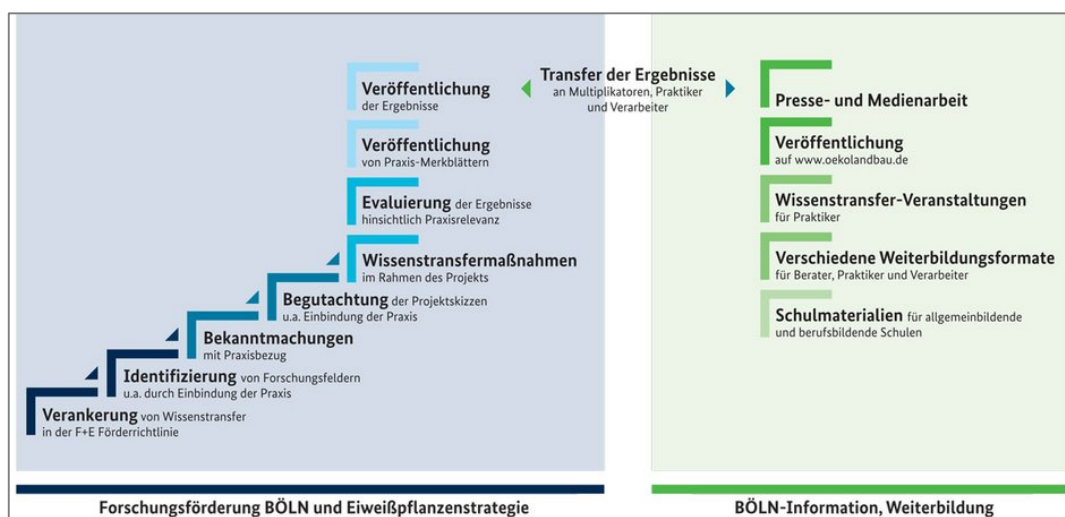 Veröffentlichung
der Ergebnisse
Veröffentlichung
von Praxis-Merkblättern
Evaluierung der Ergebnisse
hinsichtlich Praxisrelevanz
Wissenstransfermaßnahmen
im Rahmen des Projekts
Begutachtung der Projektskizzen
u.a. Einbindung der Praxis
Bekanntmachungen
mit Praxisbezug
Identifizierung von Forschungsfeldern
u.a. durch Einbindung der Praxis
Verankerung von Wissenstransfer
in der F+E Förderrichtlinie
Transfer der Ergebnisse
an Multiplikatoren, Praktiker
und Verarbeiter
Presse- und Medienarbeit
Veröffentlichung
auf www.oekolandbau.de
Wissenstransfer-Veranstaltungen
für Praktiker
Verschiedene Weiterbildungsformate
für Berater, Praktiker und Verarbeiter
Schulmaterialien für allgemeinbildende
und berufsbildende Schulen
Forschungsförderung BÖLN und Eiweißpflanzenstrategie
BÖLN-Information, Weiterbildung